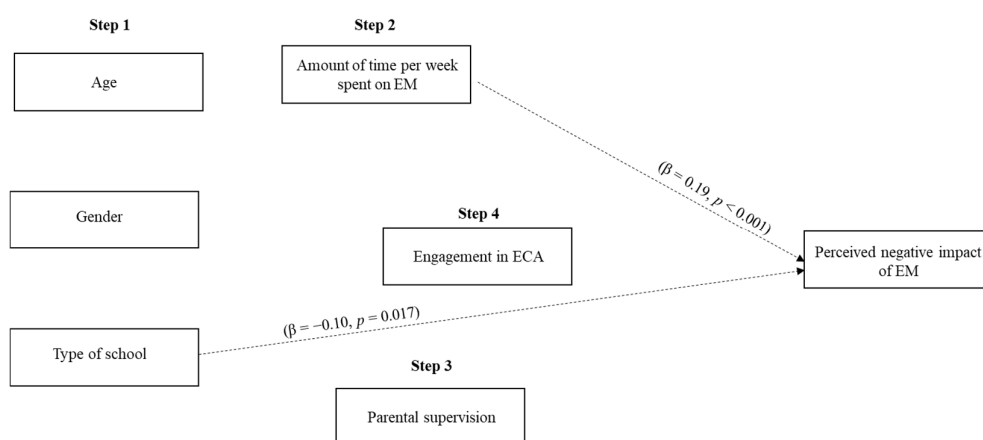 Step 1
Step 2
Age
Amount of time per week
spent on EM
(β = 0.19, p < 0.001)
Gender
Step 4
Engagement in ECA
Perceived negative impact
of EM
(β = −0.10, p = 0.017)
Type of school
Step 3
Parental supervision